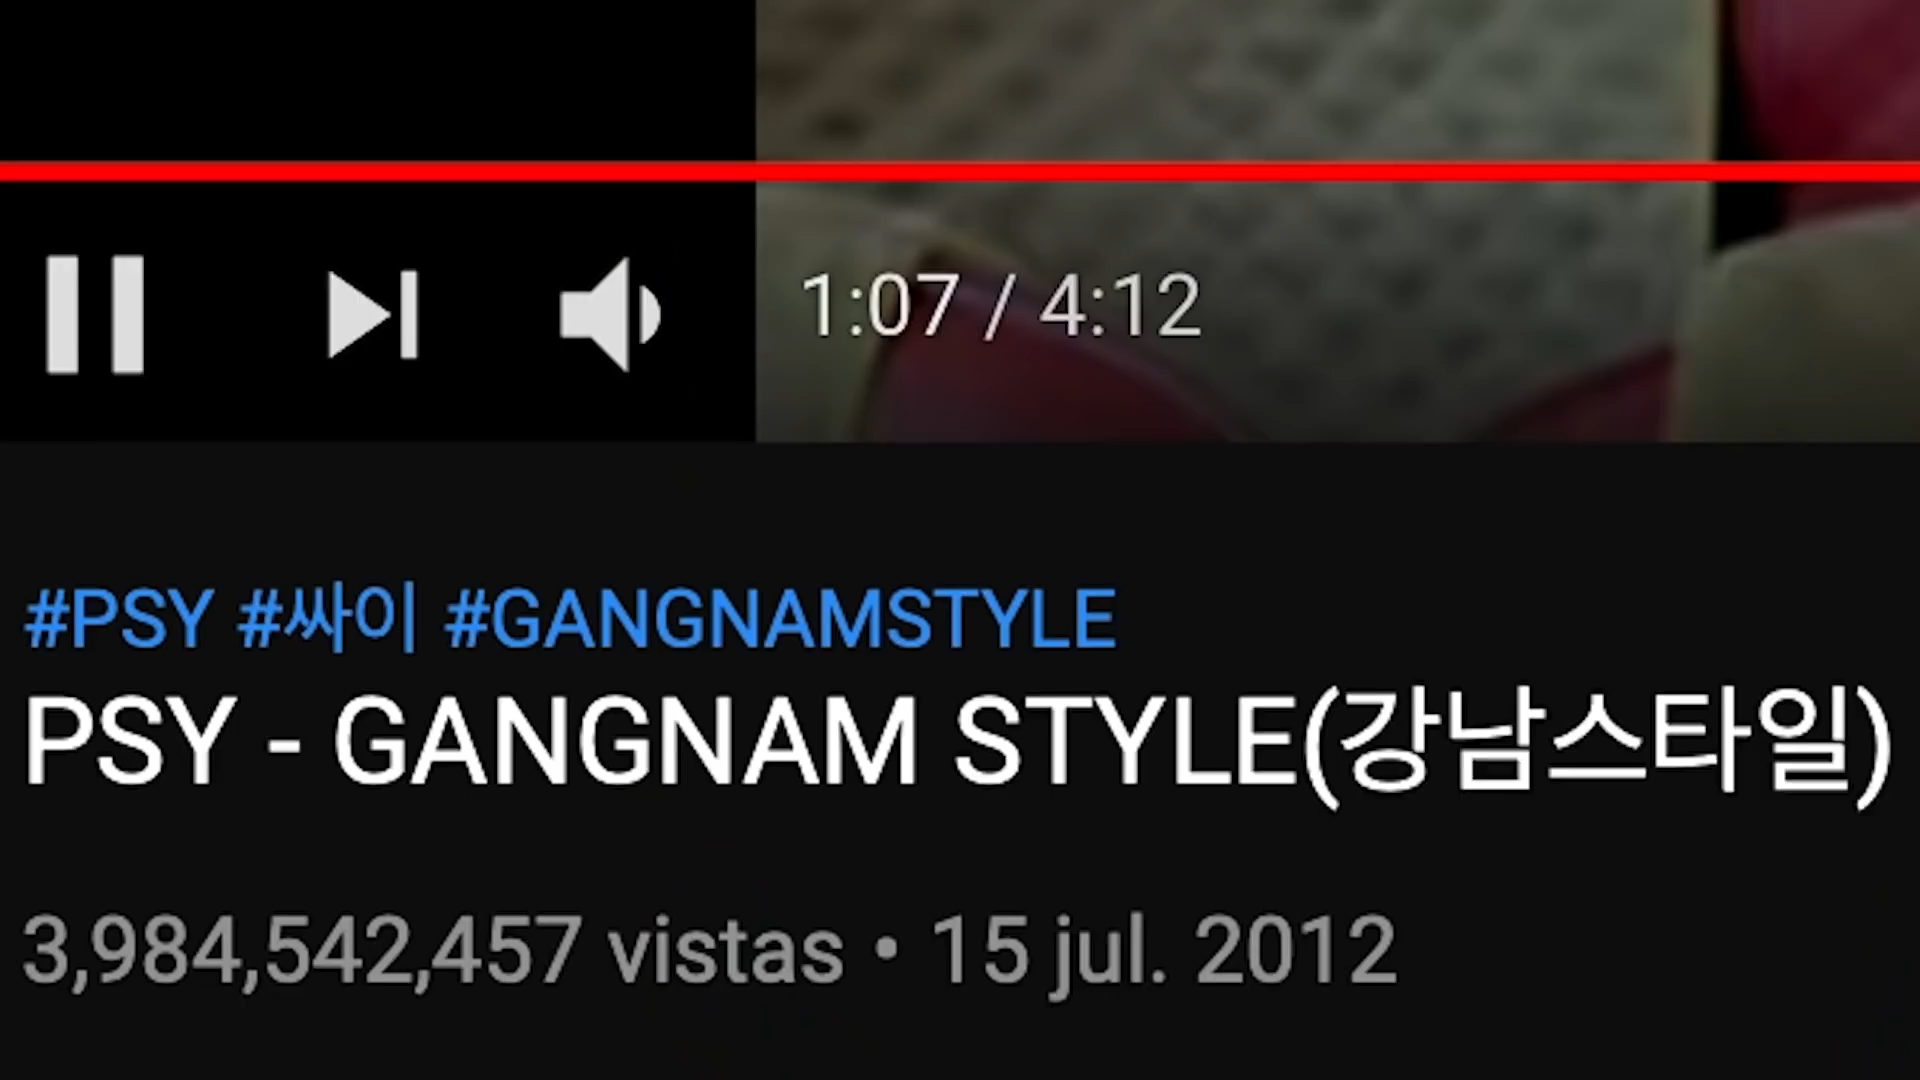 1:07 / 4:12
#PSY #싸이 #GANGNAMSTYLE
PSY - GANGNAM STYLE(강남스타일)
3,984,542,457 vistas • 15 jul. 2012